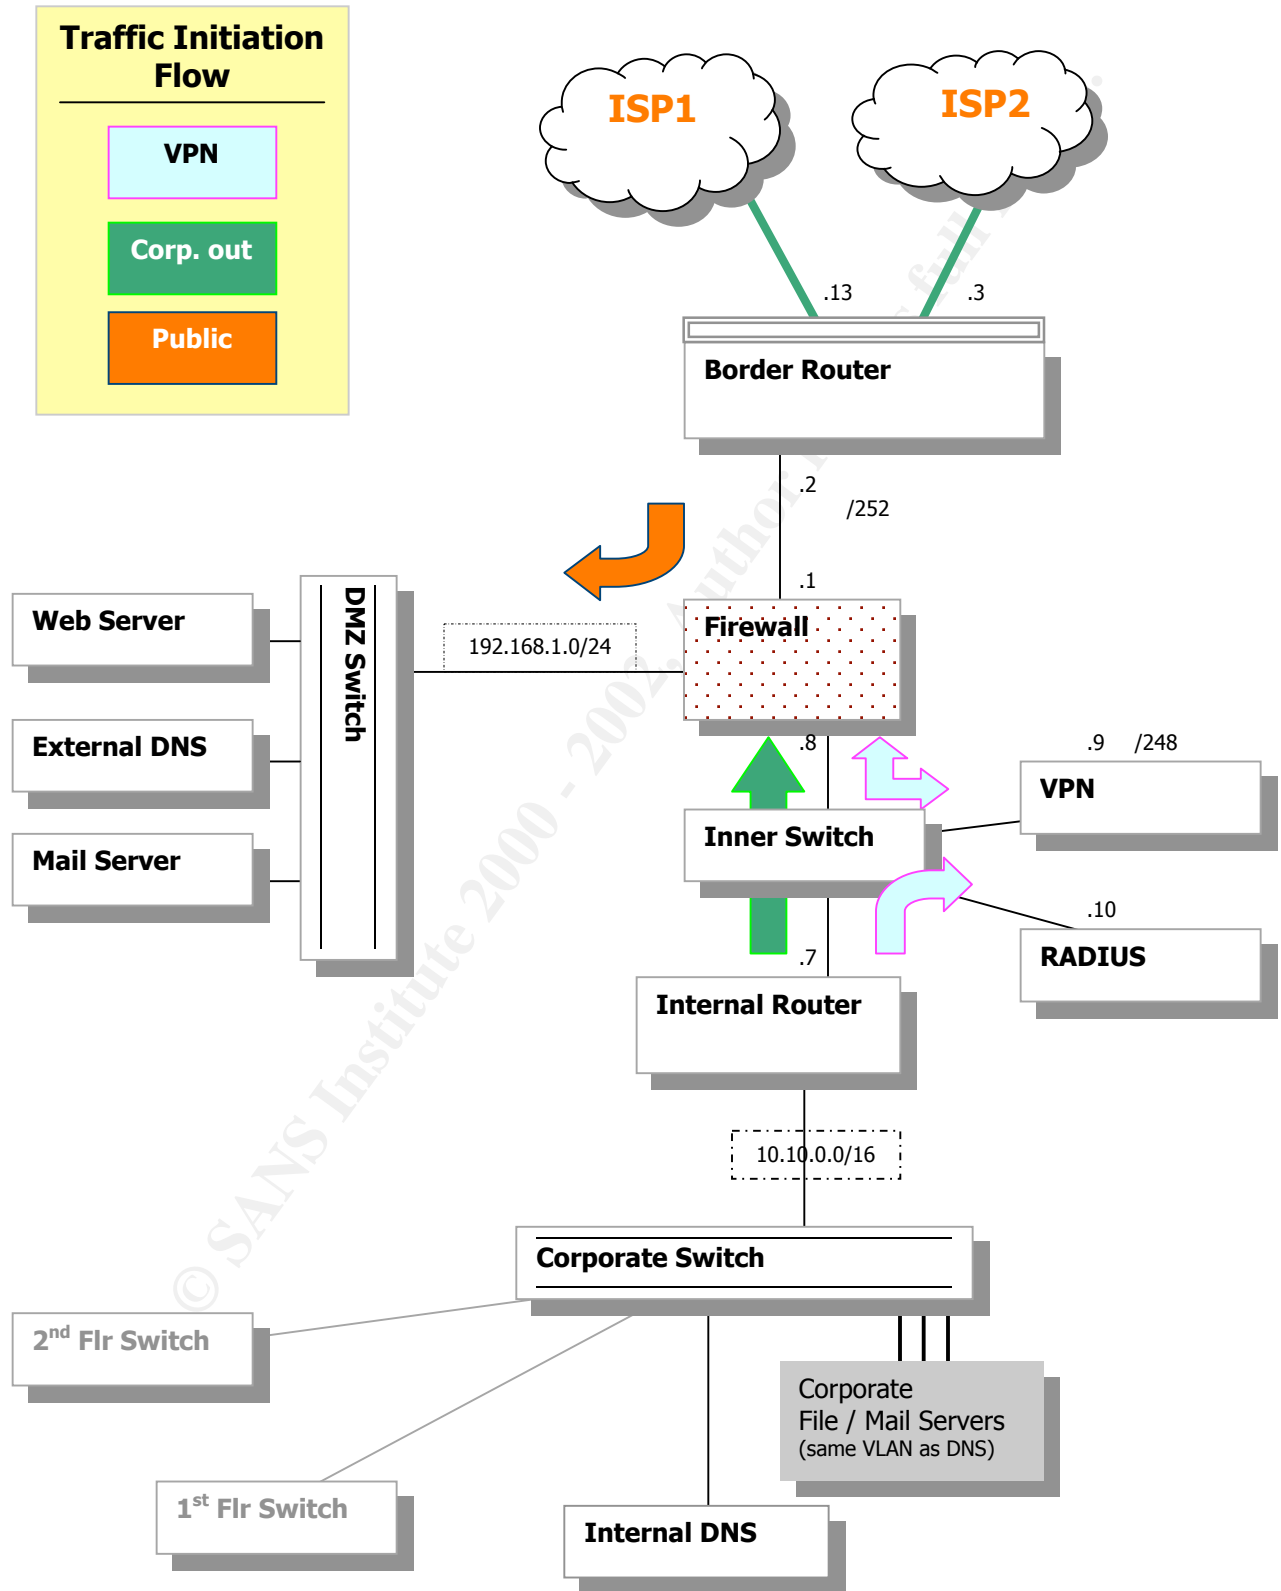 Traffic Initiation
Flow
VPN
Corp. out
Public
ISP1
ISP2
.13
.3
Border Router
.2
/252
.1
Firewall
192.168.1.0/24
DMZ Switch
Web Server
External DNS
Mail Server
.8
.9 /248
VPN
Inner Switch
.10
RADIUS
.7
Internal Router
10.10.0.0/16
Corporate Switch
2nd Flr Switch
1st Flr Switch
Corporate
File / Mail Servers
(same VLAN as DNS)
Internal DNS
© SANS Institute 2000 - 2002, Author full